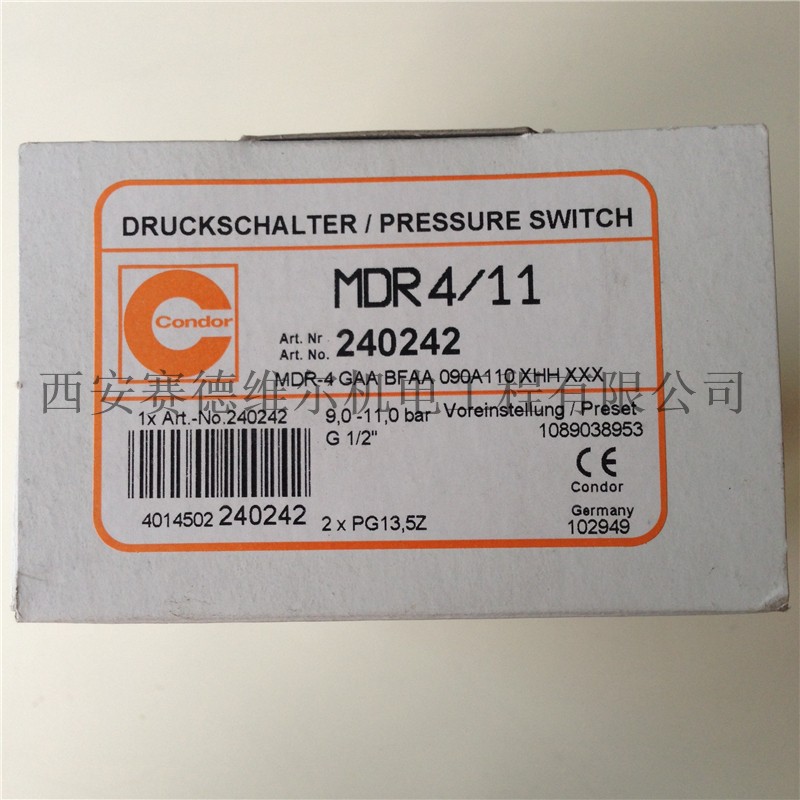 DRUCKSCHALTER / PRESSURE SWITCH
MDR 4/11
Condor
Art. Nr
Art. No. 240242
MDR-4 GAA BFAA 090A110 XHH XXX
西安赛德维尔机电工程有限公司
1x Art.-No.240242
9,0 -11,0 bar Voreinstellung / Preset
G 1/2"
1089038953
CE
Condor
4014502 240242
2 x PG13,5Z
Germany
102949